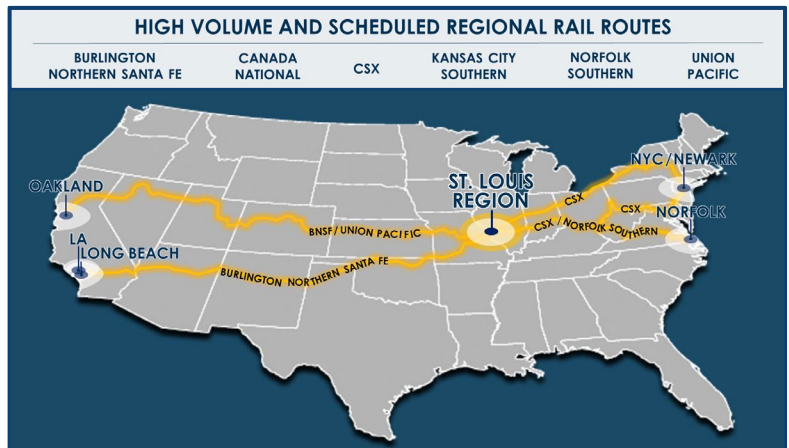 HIGH VOLUME AND SCHEDULED REGIONAL RAIL ROUTES
BURLINGTON
NORTHERN SANTA FE
CANADA
NATIONAL
CSX
KANSAS CITY
SOUTHERN
NORFOLK
SOUTHERN
UNION
PACIFIC
NYC/NEWARK
OAKLAND
ST. LOUIS
REGION
CSX
CSX
NORFOLK
BNSF/UNION PACIFIC
CSX/NORFOLK SOUTHERN
LA
LONG BEACH
BURLINGTON NORTHERN SANTA FE